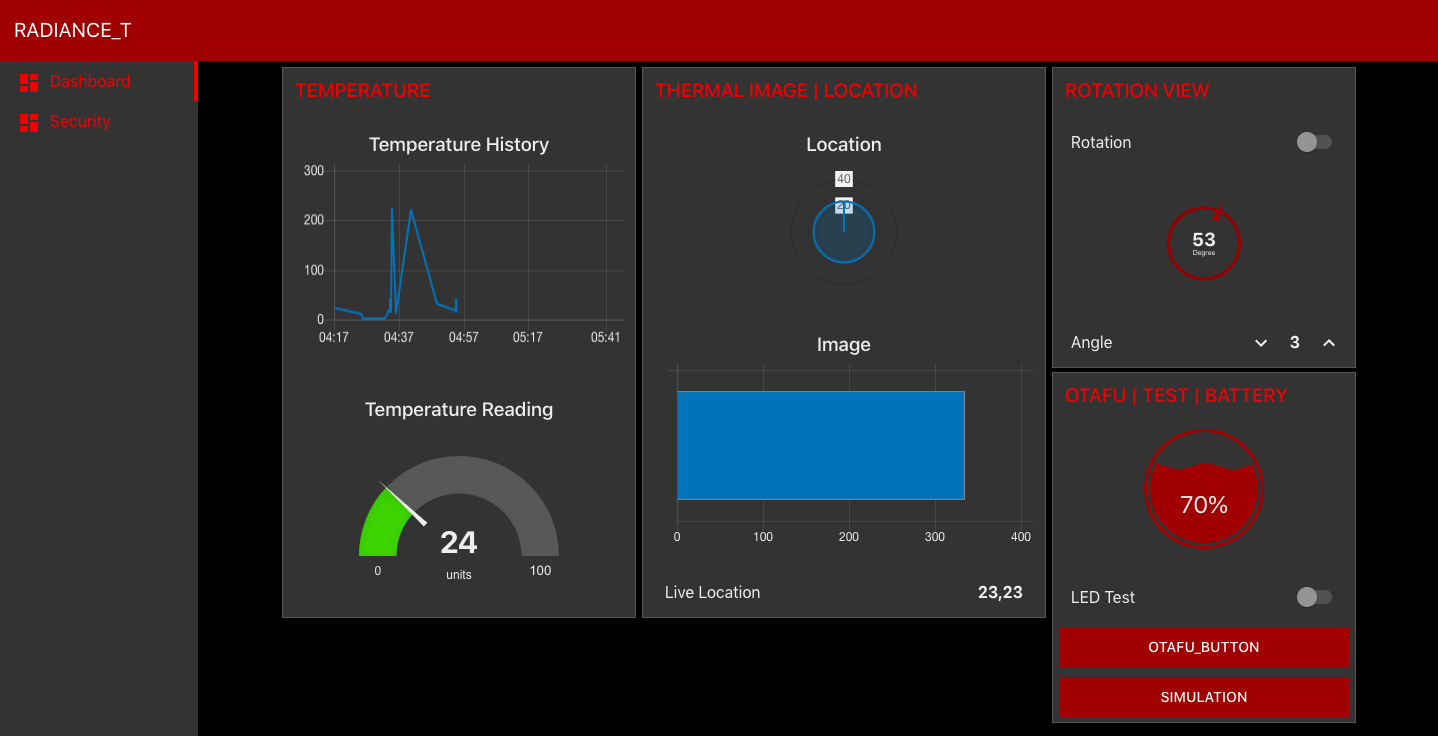 RADIANCE_T
Dashboard
Security
TEMPERATURE
Temperature History
300
200
100
0
04:17 04:37 04:57 05:17 05:41
Temperature Reading
24
units
0 100
THERMAL IMAGE | LOCATION
Location
40
20
Image
0 100 200 300 400
Live Location 23,23
ROTATION VIEW
Rotation
53
Degree
Angle 3
OTAFU | TEST | BATTERY
70%
LED Test
OTAFU_BUTTON
SIMULATION